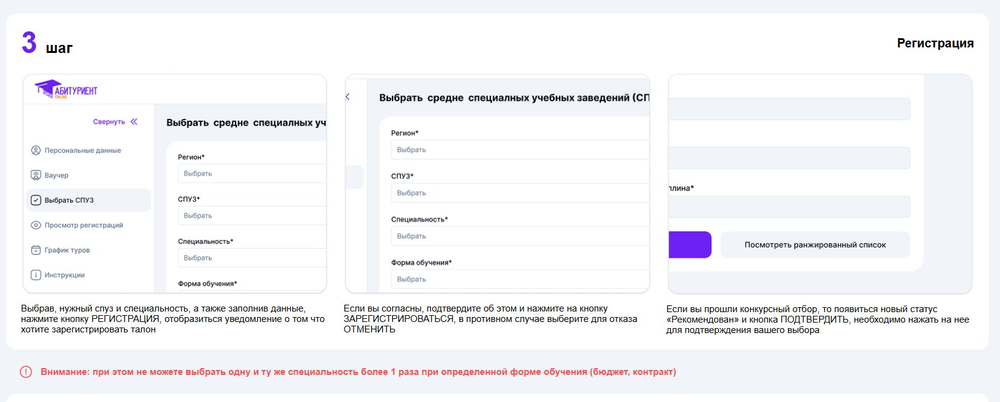 3 шаг
Регистрация
АБИТУРИЕНТ
ONLINE
Свернуть
Персональные данные
Ваучер
Выбрать СПУЗ
Просмотр регистраций
График туров
Инструкции
Выбрать средне специалных уч
Регион*
Выбрать
СПУЗ*
Выбрать
Специальность*
Выбрать
Форма обучения*
Выбрать средне специалных учебных заведений (СП
Регион*
Выбрать
СПУЗ*
Выбрать
Специальность*
Выбрать
Форма обучения*
Выбрать
плина*
Посмотреть ранжированный список
Выбрав, нужный спуз и специальность, а также заполнив данные,
нажмите кнопку РЕГИСТРАЦИЯ, отобразиться уведомление о том что
хотите зарегистрировать талон
Если вы согласны, подтвердите об этом и нажмите на кнопку
ЗАРЕГИСТРИРОВАТЬСЯ, в противном случае выберите для отказа
ОТМЕНИТЬ
Если вы прошли конкурсный отбор, то появиться новый статус
«Рекомендован» и кнопка ПОДТВЕРДИТЬ, необходимо нажать на нее
для подтверждения вашего выбора
Внимание: при этом не можете выбрать одну и ту же специальность более 1 раза при определенной форме обучения (бюджет, контракт)